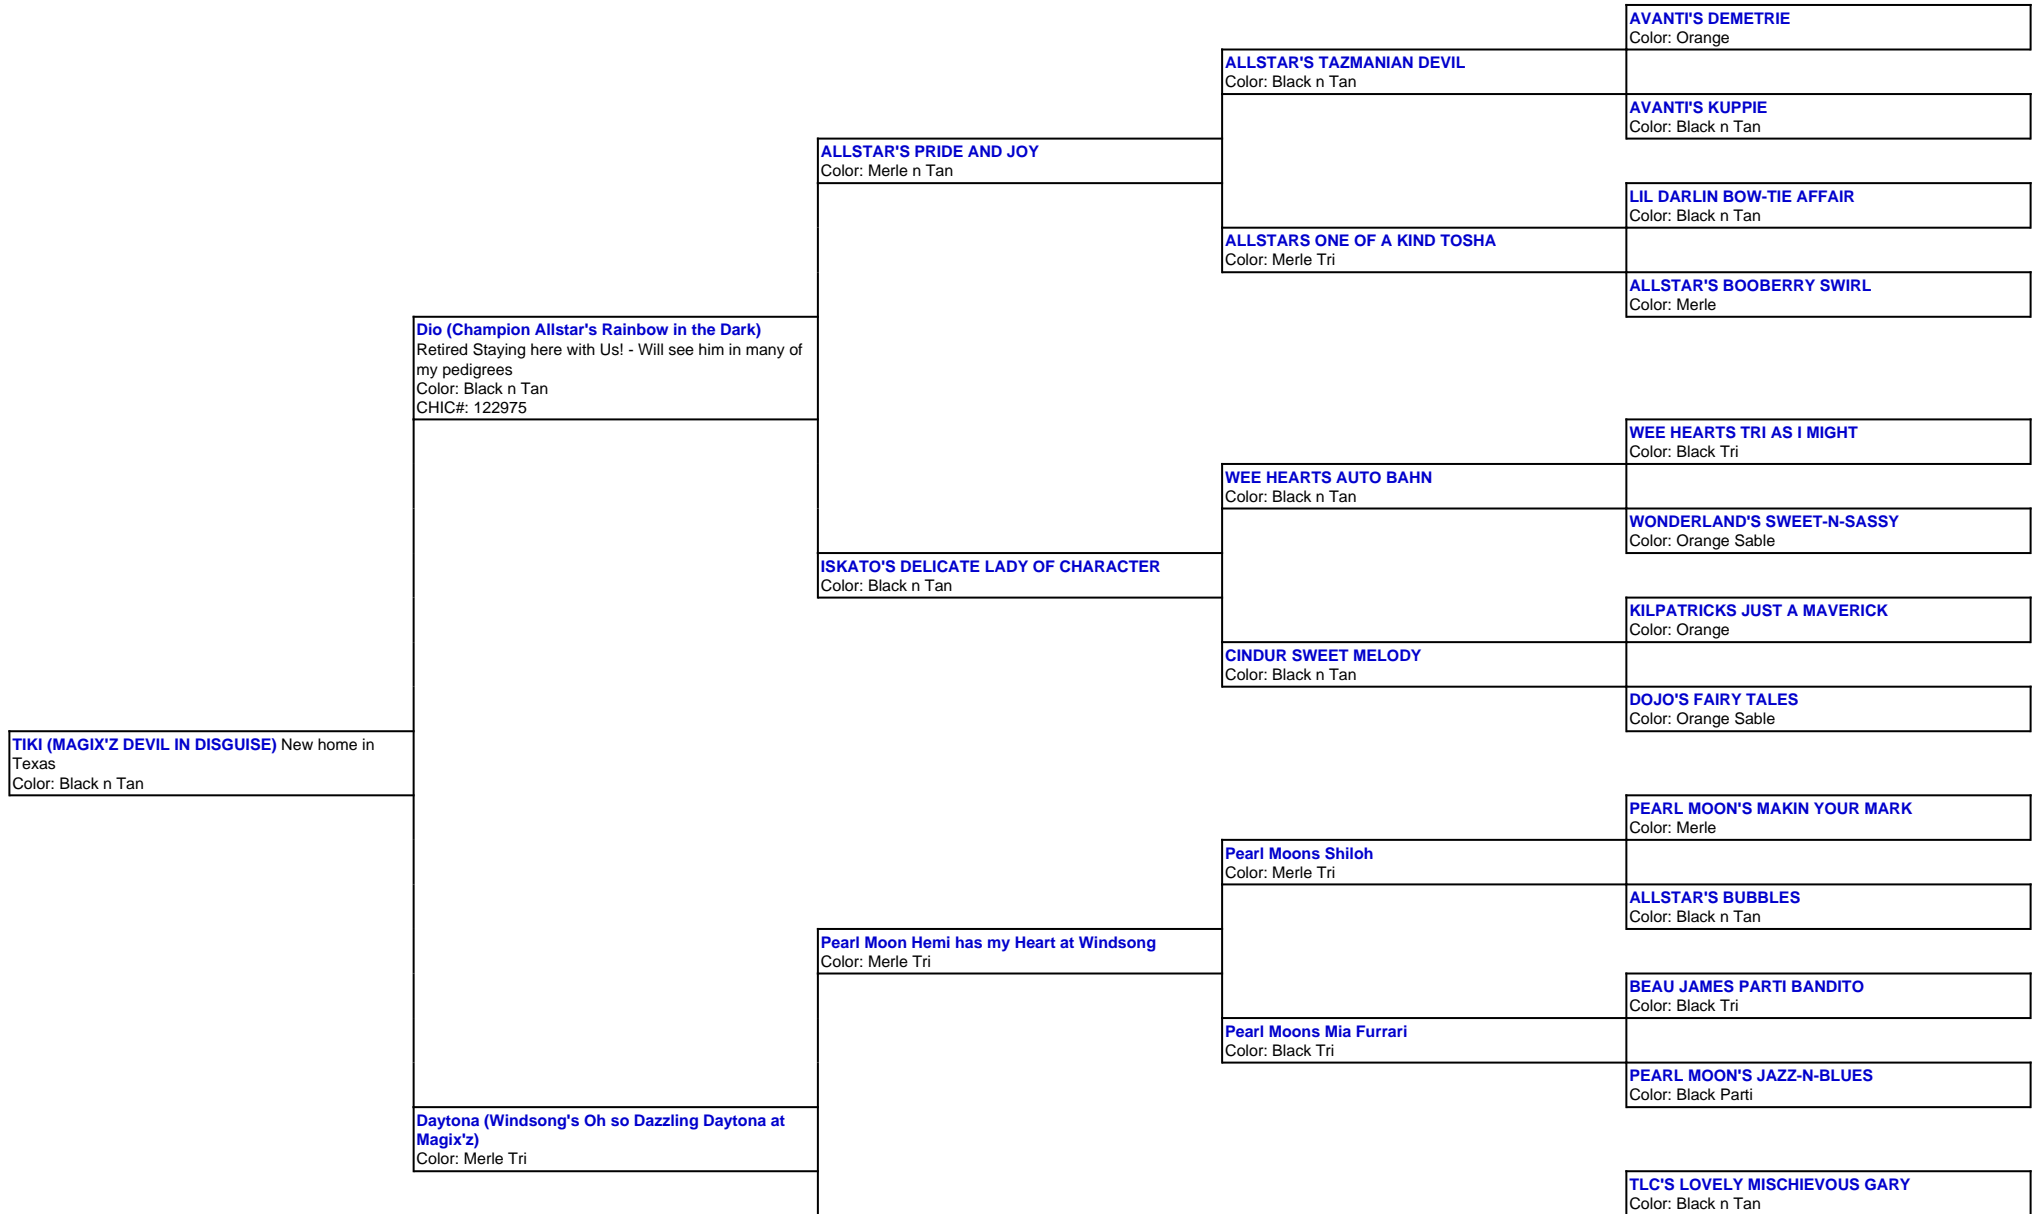 AVANTI'S DEMETRIE
Color: Orange
ALLSTAR'S TAZMANIAN DEVIL
Color: Black n Tan
AVANTI'S KUPPIE
Color: Black n Tan
ALLSTAR'S PRIDE AND JOY
Color: Merle n Tan
LIL DARLIN BOW-TIE AFFAIR
Color: Black n Tan
ALLSTARS ONE OF A KIND TOSHA
Color: Merle Tri
ALLSTAR'S BOOBERRY SWIRL
Color: Merle
Dio (Champion Allstar's Rainbow in the Dark)
Retired Staying here with Us! - Will see him in many of
my pedigrees
Color: Black n Tan
CHIC#: 122975
WEE HEARTS TRI AS I MIGHT
Color: Black Tri
WEE HEARTS AUTO BAHN
Color: Black n Tan
WONDERLAND'S SWEET-N-SASSY
Color: Orange Sable
ISKATO'S DELICATE LADY OF CHARACTER
Color: Black n Tan
KILPATRICKS JUST A MAVERICK
Color: Orange
CINDUR SWEET MELODY
Color: Black n Tan
DOJO'S FAIRY TALES
Color: Orange Sable
TIKI (MAGIX'Z DEVIL IN DISGUISE) New home in
Texas
Color: Black n Tan
PEARL MOON'S MAKIN YOUR MARK
Color: Merle
Pearl Moons Shiloh
Color: Merle Tri
ALLSTAR'S BUBBLES
Color: Black n Tan
Pearl Moon Hemi has my Heart at Windsong
Color: Merle Tri
BEAU JAMES PARTI BANDITO
Color: Black Tri
Pearl Moons Mia Furrari
Color: Black Tri
PEARL MOON'S JAZZ-N-BLUES
Color: Black Parti
Daytona (Windsong's Oh so Dazzling Daytona at
Magix'z)
Color: Merle Tri
TLC'S LOVELY MISCHIEVOUS GARY
Color: Black n Tan